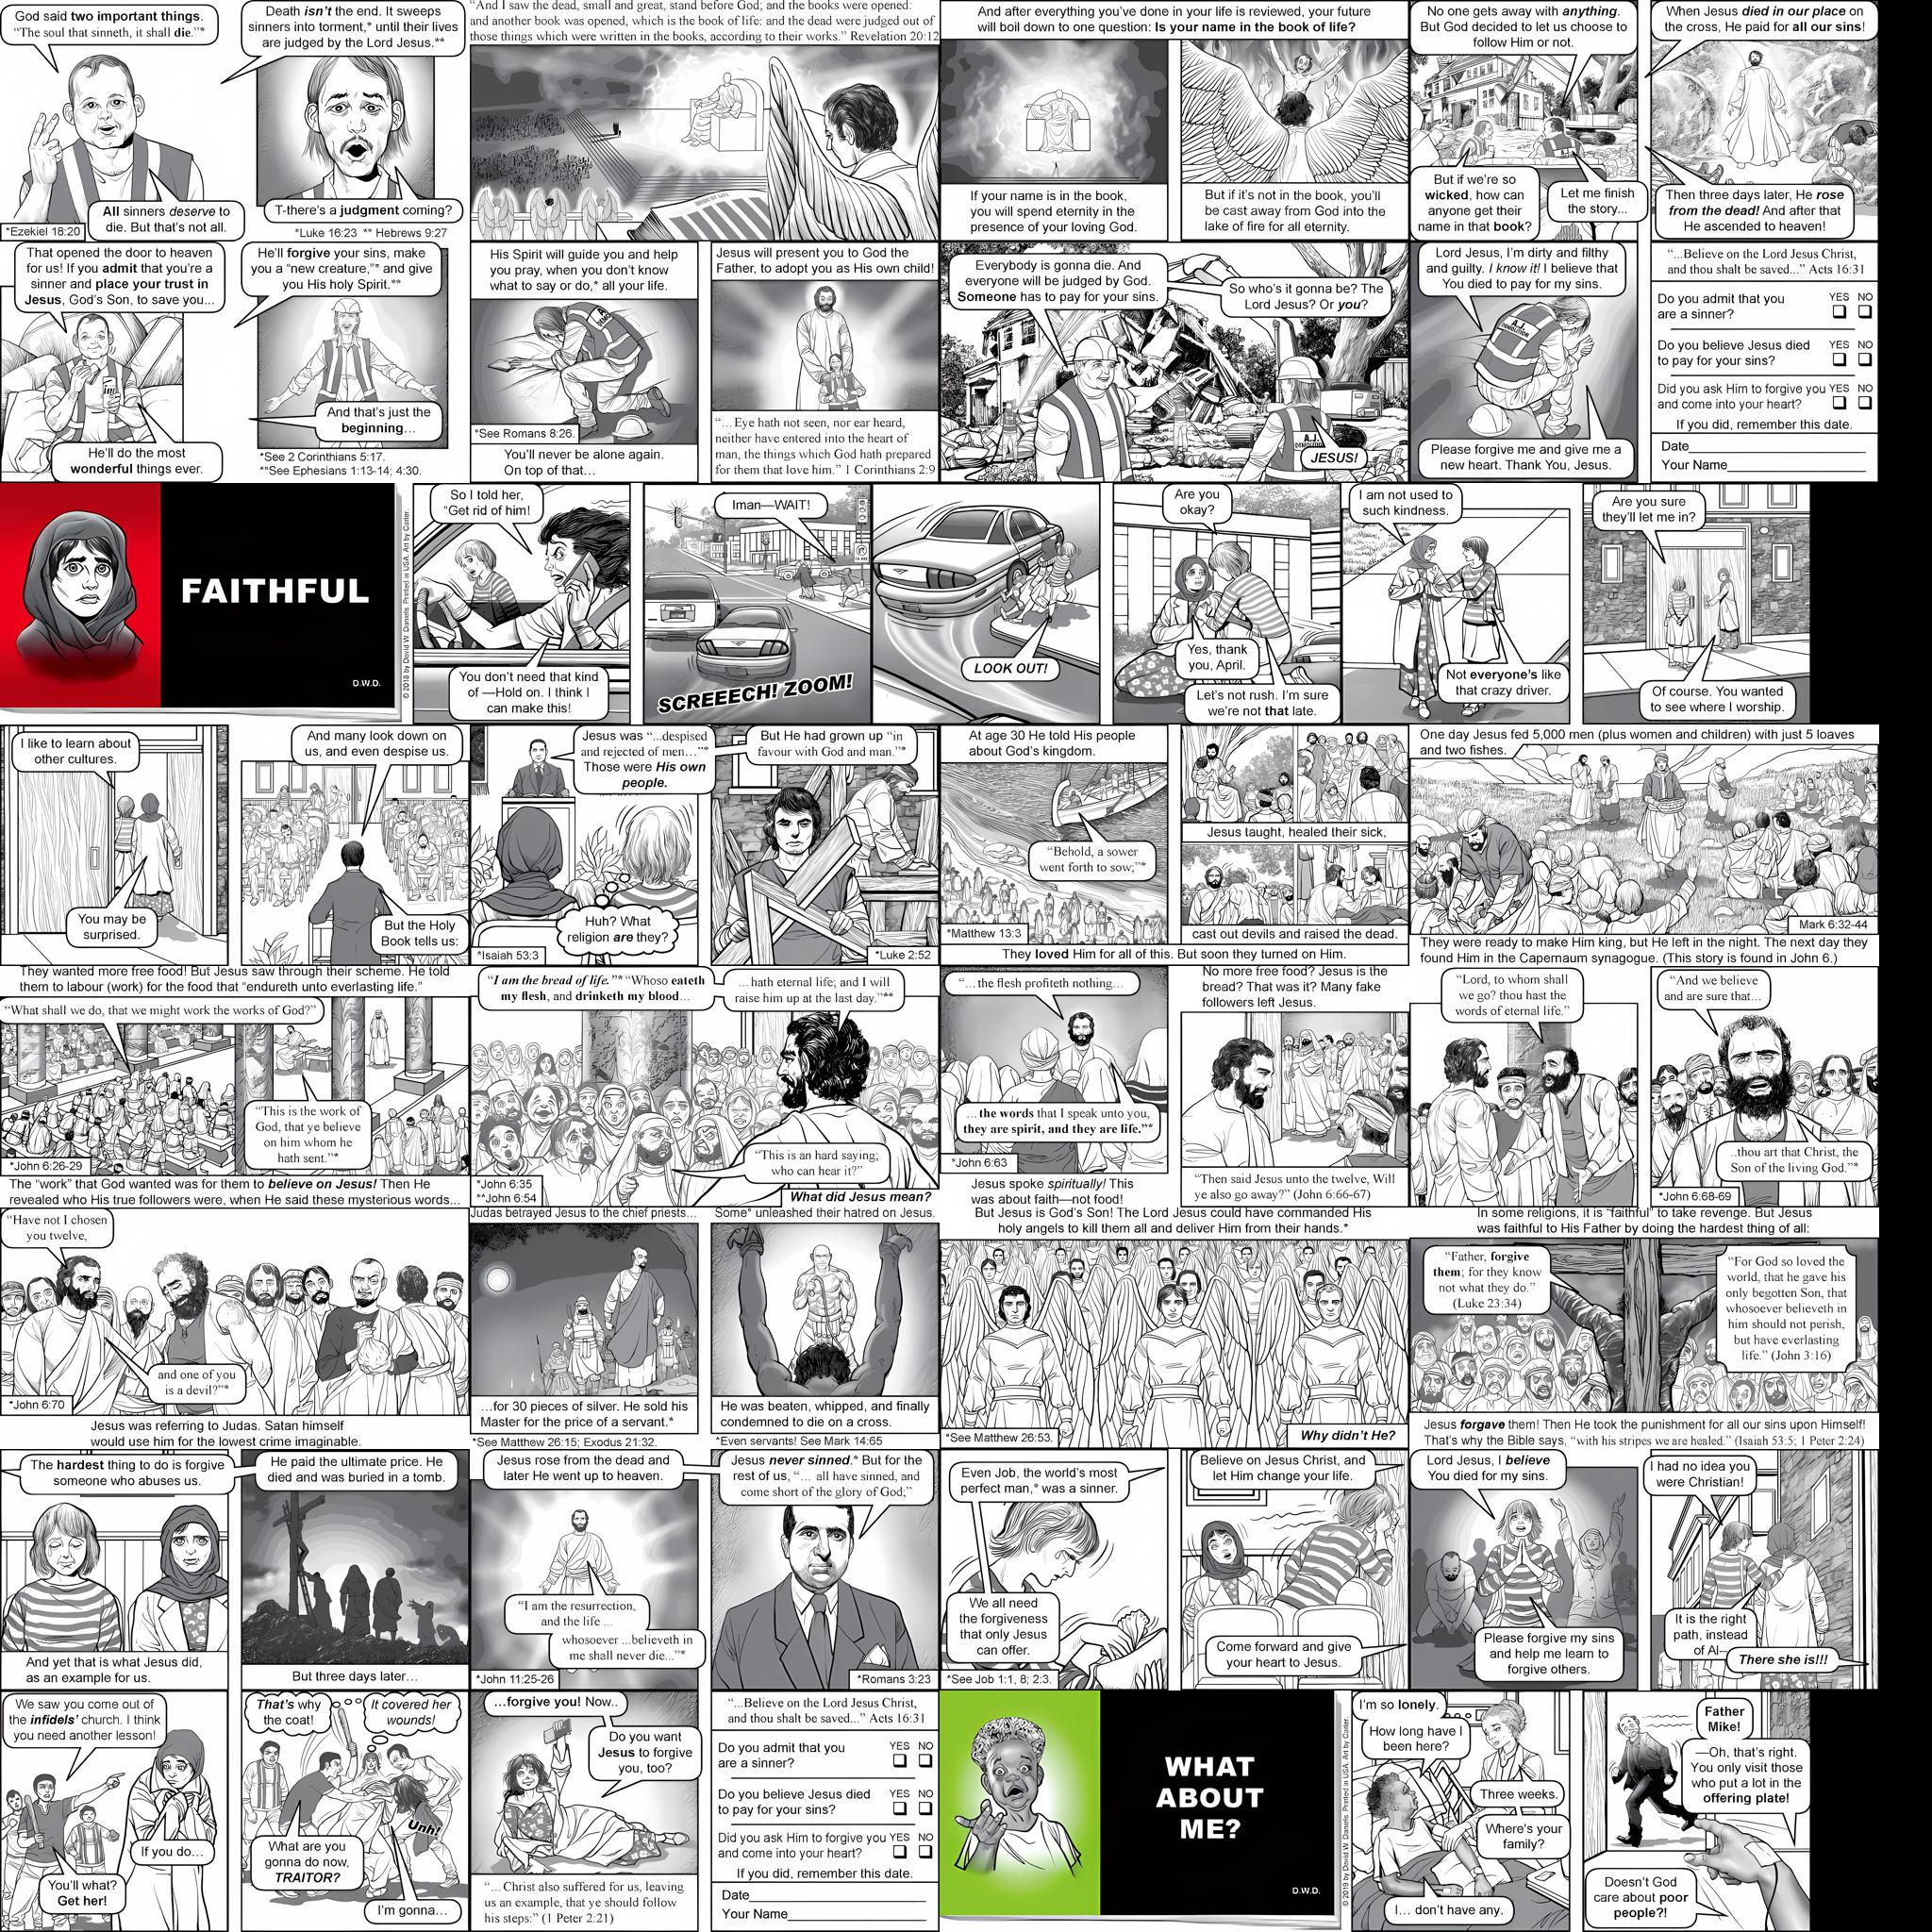 God said two important things.
"The soul that sinneth, it shall die."*
All sinners deserve to
die. But that's not all.
*Ezekiel 18:20
Death isn't the end. It sweeps
sinners into torment,* until their lives
are judged by the Lord Jesus.**
T-there's a judgment coming?
*Luke 16:23 ** Hebrews 9:27
"And I saw the dead, small and great, stand before God; and the books were opened:
and another book was opened, which is the book of life: and the dead were judged out of
those things which were written in the books, according to their works." Revelation 20:12
And after everything you've done in your life is reviewed, your future
will boil down to one question: Is your name in the book of life?
If your name is in the book,
you will spend eternity in the
presence of your loving God.
But if it's not in the book, you'll
be cast away from God into the
lake of fire for all eternity.
No one gets away with anything.
But God decided to let us choose to
follow Him or not.
But if we're so
wicked, how can
anyone get their
name in that book?
Let me finish
the story...
When Jesus died in our place on
the cross, He paid for all our sins!
Then three days later, He rose
from the dead! And after that
He ascended to heaven!
That opened the door to heaven
for us! If you admit that you're a
sinner and place your trust in
Jesus, God's Son, to save you...
He'll do the most
wonderful things ever.
He'll forgive your sins, make
you a "new creature,"* and give
you His holy Spirit.**
And that's just the
beginning...
*See 2 Corinthians 5:17.
**See Ephesians 1:13-14; 4:30.
His Spirit will guide you and help
you pray, when you don't know
what to say or do,* all your life.
A.J.
*See Romans 8:26.
You'll never be alone again.
On top of that...
Jesus will present you to God the
Father, to adopt you as His own child!
"...Eye hath not seen, nor ear heard,
neither have entered into the heart of
man, the things which God hath prepared
for them that love him." 1 Corinthians 2:9
Everybody is gonna die. And
everyone will be judged by God.
Someone has to pay for your sins.
So who's it gonna be? The
Lord Jesus? Or you?
A.J.
DEMOLITION
JESUS!
Lord Jesus, I'm dirty and filthy
and guilty. I know it! I believe that
You died to pay for my sins.
A.J.
DEMOLITION
Please forgive me and give me a
new heart. Thank You, Jesus.
"...Believe on the Lord Jesus Christ,
and thou shalt be saved..." Acts 16:31
Do you admit that you YES NO
are a sinner?
Do you believe Jesus died YES NO
to pay for your sins?
Did you ask Him to forgive you YES NO
and come into your heart?
If you did, remember this date.
Date
Your Name
FAITHFUL
D.W.D.
© 2018 by David W. Daniels. Printed in USA. Art by Carter.
So I told her,
"Get rid of him!
You don't need that kind
of —Hold on. I think I
can make this!
Iman—WAIT!
SCREEECH! ZOOM!
LOOK OUT!
Are you
okay?
Yes, thank
you, April.
Let's not rush. I'm sure
we're not that late.
I am not used to
such kindness.
Not everyone's like
that crazy driver.
Are you sure
they'll let me in?
Of course. You wanted
to see where I worship.
I like to learn about
other cultures.
You may be
surprised.
And many look down on
us, and even despise us.
But the Holy
Book tells us:
Jesus was "...despised
and rejected of men..."*
Those were His own
people.
Huh? What
religion are they?
*Isaiah 53:3
But He had grown up "in
favour with God and man."*
*Luke 2:52
At age 30 He told His people
about God's kingdom.
"Behold, a sower
went forth to sow;"*
*Matthew 13:3
Jesus taught, healed their sick,
cast out devils and raised the dead.
They loved Him for all of this. But soon they turned on Him.
One day Jesus fed 5,000 men (plus women and children) with just 5 loaves
and two fishes.
Mark 6:32-44
They were ready to make Him king, but He left in the night. The next day they
found Him in the Capernaum synagogue. (This story is found in John 6.)
They wanted more free food! But Jesus saw through their scheme. He told
them to labour (work) for the food that "endureth unto everlasting life."
"What shall we do, that we might work the works of God?"
"This is the work of
God, that ye believe
on him whom he
hath sent."*
*John 6:26-29
The "work" that God wanted was for them to believe on Jesus! Then He
revealed who His true followers were, when He said these mysterious words...
"I am the bread of life."* "Whoso eateth
my flesh, and drinketh my blood...
...hath eternal life; and I will
raise him up at the last day."**
"This is an hard saying;
who can hear it?"
*John 6:35
**John 6:54
What did Jesus mean?
"...the flesh profiteth nothing...
...the words that I speak unto you,
they are spirit, and they are life."*
*John 6:63
Jesus spoke spiritually! This
was about faith—not food!
No more free food? Jesus is the
bread? That was it? Many fake
followers left Jesus.
"Then said Jesus unto the twelve, Will
ye also go away?" (John 6:66-67)
"Lord, to whom shall
we go? thou hast the
words of eternal life."
"And we believe
and are sure that...
..thou art that Christ, the
Son of the living God."*
*John 6:68-69
"Have not I chosen
you twelve,
and one of you
is a devil?"*
*John 6:70
Jesus was referring to Judas. Satan himself
would use him for the lowest crime imaginable.
Judas betrayed Jesus to the chief priests...
...for 30 pieces of silver. He sold his
Master for the price of a servant.*
*See Matthew 26:15; Exodus 21:32.
Some* unleashed their hatred on Jesus.
He was beaten, whipped, and finally
condemned to die on a cross.
*Even servants! See Mark 14:65
But Jesus is God's Son! The Lord Jesus could have commanded His
holy angels to kill them all and deliver Him from their hands.*
*See Matthew 26:53.
Why didn't He?
In some religions, it is "faithful" to take revenge. But Jesus
was faithful to His Father by doing the hardest thing of all:
"Father, forgive
them; for they know
not what they do."
(Luke 23:34)
"For God so loved the
world, that he gave his
only begotten Son, that
whosoever believeth in
him should not perish,
but have everlasting
life." (John 3:16)
Jesus forgave them! Then He took the punishment for all our sins upon Himself!
That's why the Bible says, "with his stripes we are healed." (Isaiah 53:5; 1 Peter 2:24)
The hardest thing to do is forgive
someone who abuses us.
And yet that is what Jesus did,
as an example for us.
He paid the ultimate price. He
died and was buried in a tomb.
But three days later...
Jesus rose from the dead and
later He went up to heaven.
"I am the resurrection,
and the life ...
whosoever ...believeth in
me shall never die..."*
*John 11:25-26
Jesus never sinned.* But for the
rest of us, "... all have sinned, and
come short of the glory of God;"
*Romans 3:23
Even Job, the world's most
perfect man,* was a sinner.
We all need
the forgiveness
that only Jesus
can offer.
*See Job 1:1, 8; 2:3.
Believe on Jesus Christ, and
let Him change your life.
Come forward and give
your heart to Jesus.
Lord Jesus, I believe
You died for my sins.
Please forgive my sins
and help me learn to
forgive others.
I had no idea you
were Christian!
It is the right
path, instead
of Al—
There she is!!!
We saw you come out of
the infidels' church. I think
you need another lesson!
If you do...
You'll what?
Get her!
That's why
the coat!
It covered her
wounds!
Unh!
What are you
gonna do now,
TRAITOR?
I'm gonna...
...forgive you! Now..
Do you want
Jesus to forgive
you, too?
"... Christ also suffered for us, leaving
us an example, that ye should follow
his steps:" (1 Peter 2:21)
"...Believe on the Lord Jesus Christ,
and thou shalt be saved..." Acts 16:31
Do you admit that you YES NO
are a sinner?
Do you believe Jesus died YES NO
to pay for your sins?
Did you ask Him to forgive you YES NO
and come into your heart?
If you did, remember this date.
Date
Your Name
WHAT
ABOUT
ME?
D.W.D.
© 2019 by David W. Daniels. Printed in USA. Art by Carter.
I'm so lonely.
How long have I
been here?
Three weeks.
Where's your
family?
I... don't have any.
Father
Mike!
—Oh, that's right.
You only visit those
who put a lot in the
offering plate!
Doesn't God
care about poor
people?!